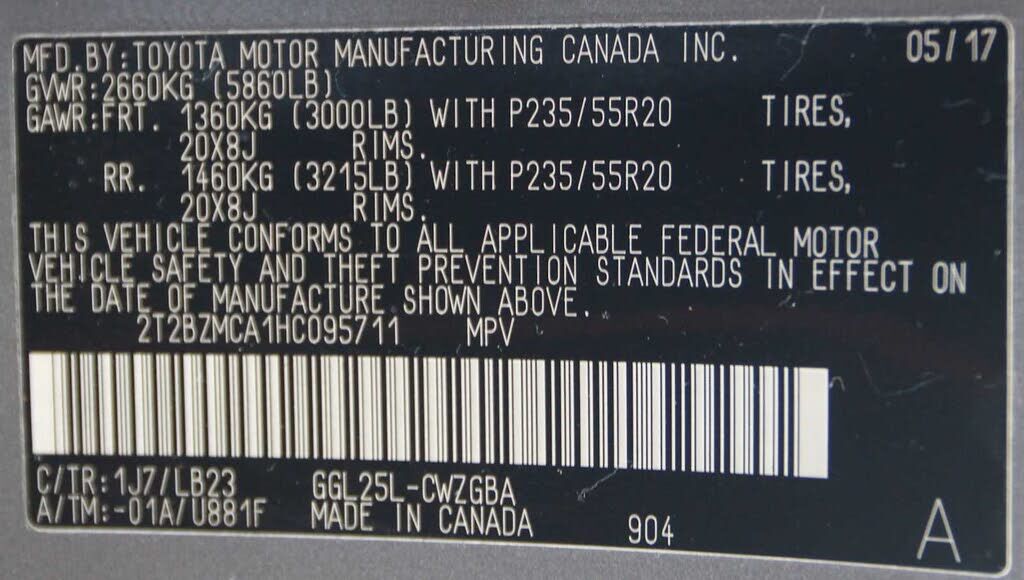 MFD.BY:TOYOTA MOTOR MANUFACTURING CANADA INC. 05/17
GVWR:2660KG (5860LB)
GAWR:FRT. 1360KG (3000LB) WITH P235/55R20 TIRES,
20X8J RIMS.
RR. 1460KG (3215LB) WITH P235/55R20 TIRES,
20X8J RIMS.
THIS VEHICLE CONFORMS TO ALL APPLICABLE FEDERAL MOTOR
VEHICLE SAFETY AND THEFT PREVENTION STANDARDS IN EFFECT ON
THE DATE OF MANUFACTURE SHOWN ABOVE.
2T2BZMCA1HC095711 MPV
C/TR:1J7/LB23 GGL25L-CWZGBA
A/TM:-01A/U881F MADE IN CANADA 904 A